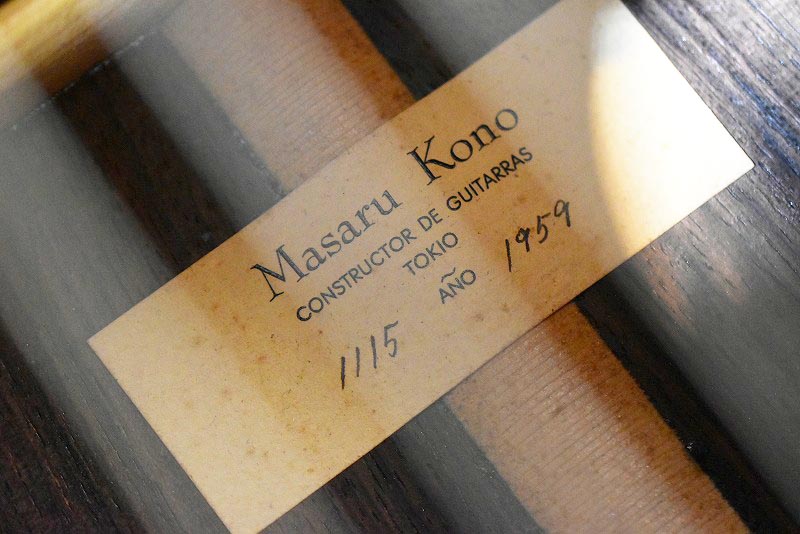 Masaru Kono
CONSTRUCTOR DE GUITARRAS
TOKIO
AÑO 1959
1115